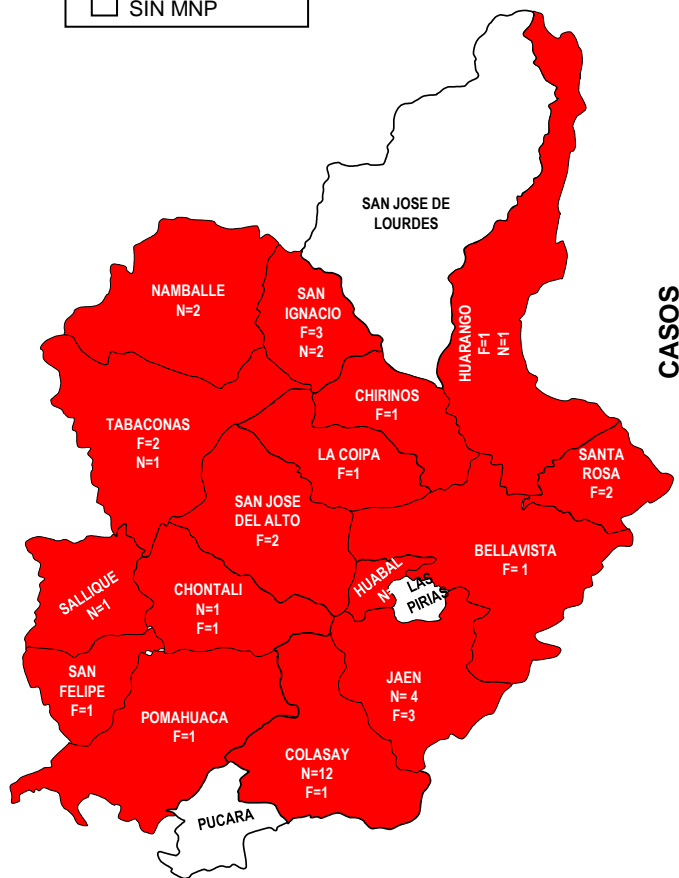 SIN MNP
SAN JOSE DE
LOURDES
CASOS
NAMBALLE
N=2
SAN
IGNACIO
F=3
N=2
HUARANGO
F=1
N=1
CHIRINOS
F=1
TABACONAS
F=2
N=1
LA COIPA
F=1
SANTA
ROSA
F=2
SAN JOSE
DEL ALTO
F=2
BELLAVISTA
F= 1
HUABAL
N=
LAS
PIRIAS
SALLIQUE
N=1
CHONTALI
N=1
F=1
SAN
FELIPE
F=1
JAEN
N= 4
F=3
POMAHUACA
F=1
COLASAY
N=12
F=1
PUCARA